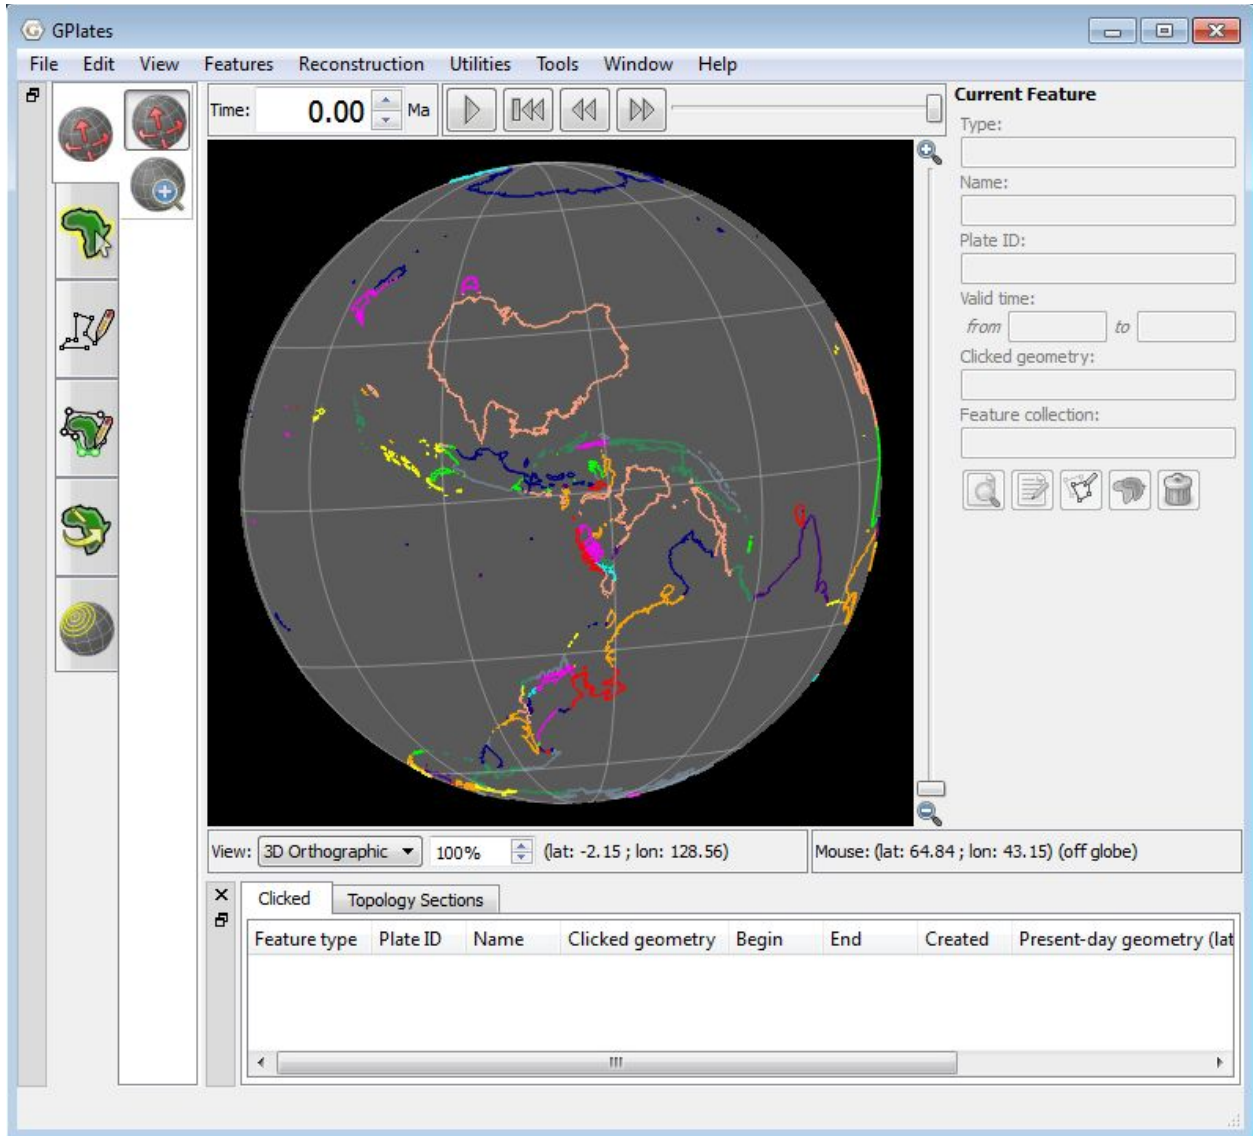 GPlates
File Edit View Features Reconstruction Utilities Tools Window Help
Time: 0.00 Ma
Current Feature
Type:
Name:
Plate ID:
Valid time:
from to
Clicked geometry:
Feature collection:
View: 3D Orthographic 100% (lat: -2.15 ; lon: 128.56) Mouse: (lat: 64.84 ; lon: 43.15) (off globe)
Clicked Topology Sections
Feature type Plate ID Name Clicked geometry Begin End Created Present-day geometry (lat